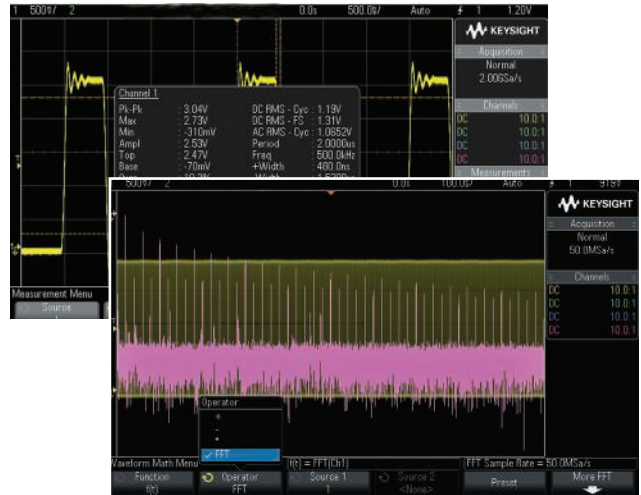 1 500V/ 2 0.0s 500.0s/ Auto 1 1.20V
KEYSIGHT
Acquisition
Normal
2.00GSa/s
Channels
DC 10.0:1
DC 10.0:1
DC 10.0:1
DC 10.0:1
Measurements
Channel 1
Pk-Pk : 3.04V DC RMS - Cyc : 1.19V
Max : 2.73V DC RMS - FS : 1.31V
Min : -310mV AC RMS - Cyc : 1.0652V
Ampl : 2.53V Period : 2.0000us
Top : 2.47V Freq : 500.0kHz
Base : -70mV +Width : 480.0ns
Measurement Menu
Source
2 0.0s Auto 1
KEYSIGHT
Acquisition
Normal
50.0MSa/s
Channels
DC 10.0:1
DC 10.0:1
DC 10.0:1
DC 10.0:1
Operator
+
-
*
FFT
Waveform Math Menu f(t) = FFT(Ch1) FFT Sample Rate = 50.0MSa/s
Function Operator Source 1 Source 2 Preset More FFT
f(t) FFT 1 <None>